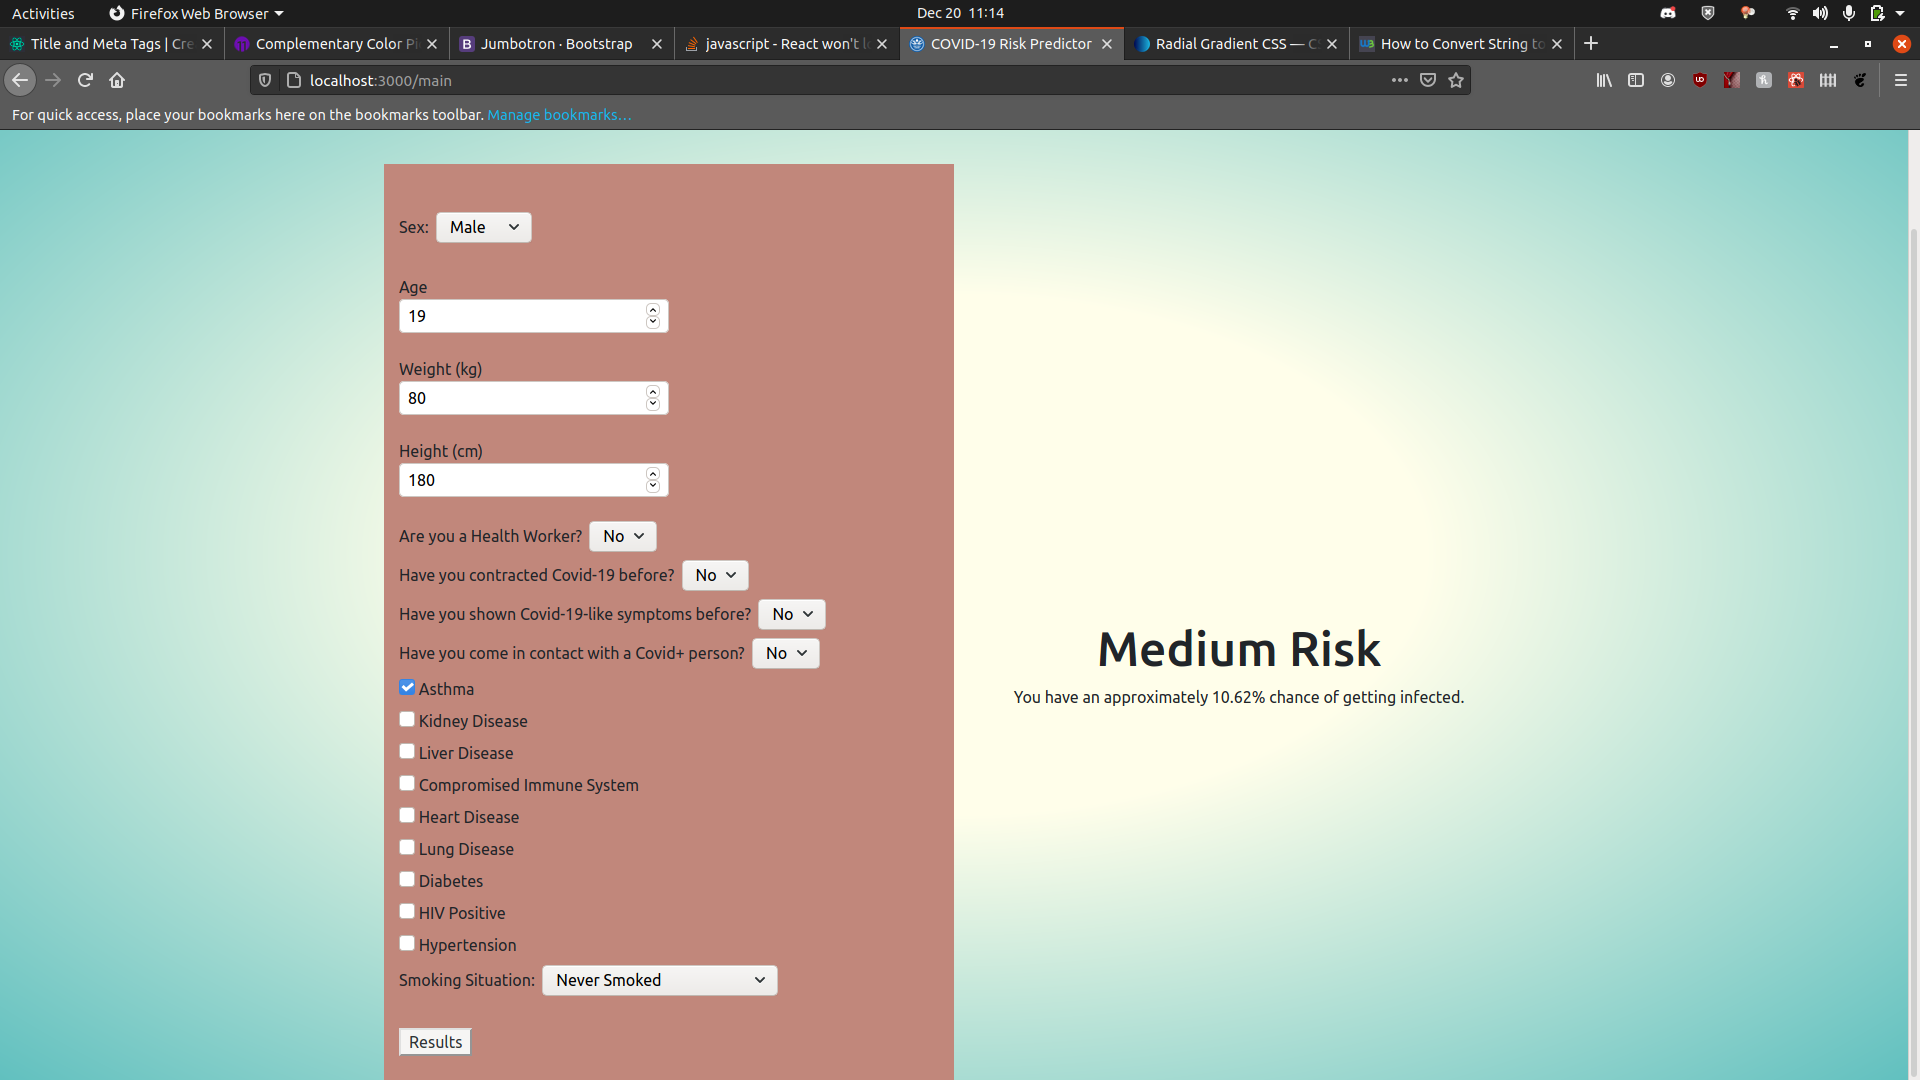 Activities
Firefox Web Browser
Dec 20 11:14
Title and Meta Tags | Cre
Complementary Color Pi
Jumbotron · Bootstrap
javascript - React won't l
COVID-19 Risk Predictor
Radial Gradient CSS — C
How to Convert String to
localhost:3000/main
For quick access, place your bookmarks here on the bookmarks toolbar. Manage bookmarks…
Sex: Male
Age
19
Weight (kg)
80
Height (cm)
180
Are you a Health Worker? No
Have you contracted Covid-19 before? No
Have you shown Covid-19-like symptoms before? No
Have you come in contact with a Covid+ person? No
Asthma
Kidney Disease
Liver Disease
Compromised Immune System
Heart Disease
Lung Disease
Diabetes
HIV Positive
Hypertension
Smoking Situation: Never Smoked
Results
Medium Risk
You have an approximately 10.62% chance of getting infected.